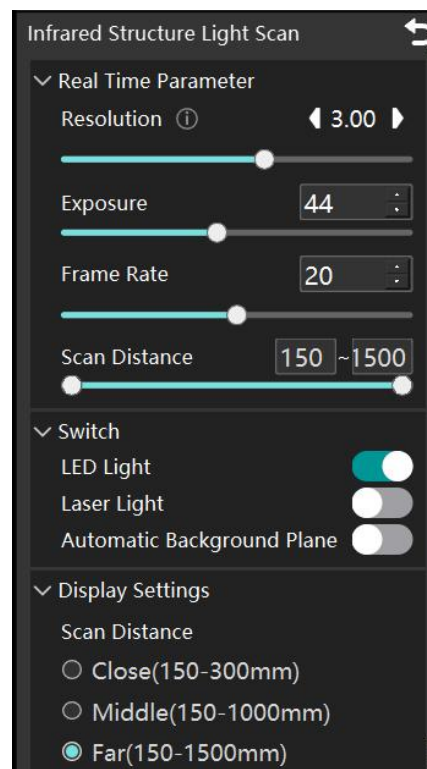 Infrared Structure Light Scan
Real Time Parameter
Resolution 3.00
Exposure 44
Frame Rate 20
Scan Distance 150 ~1500
Switch
LED Light
Laser Light
Automatic Background Plane
Display Settings
Scan Distance
Close(150-300mm)
Middle(150-1000mm)
Far(150-1500mm)